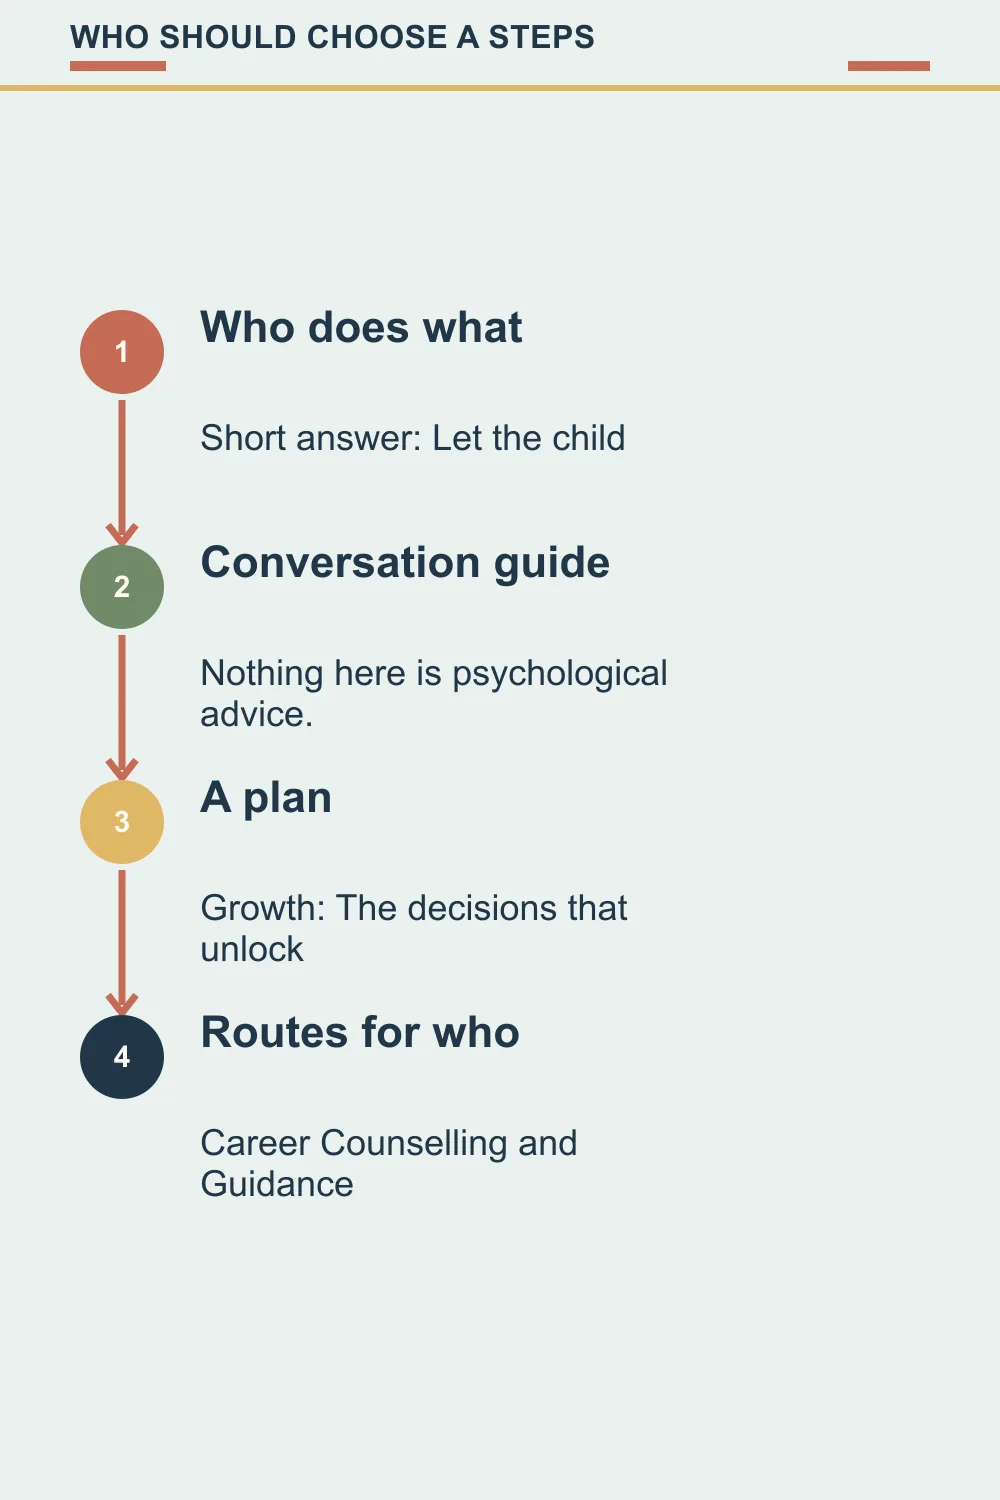 WHO SHOULD CHOOSE A STEPS
1
Who does what
Short answer: Let the child
2
Conversation guide
Nothing here is psychological
advice.
3
A plan
Growth: The decisions that
unlock
4
Routes for who
Career Counselling and
Guidance